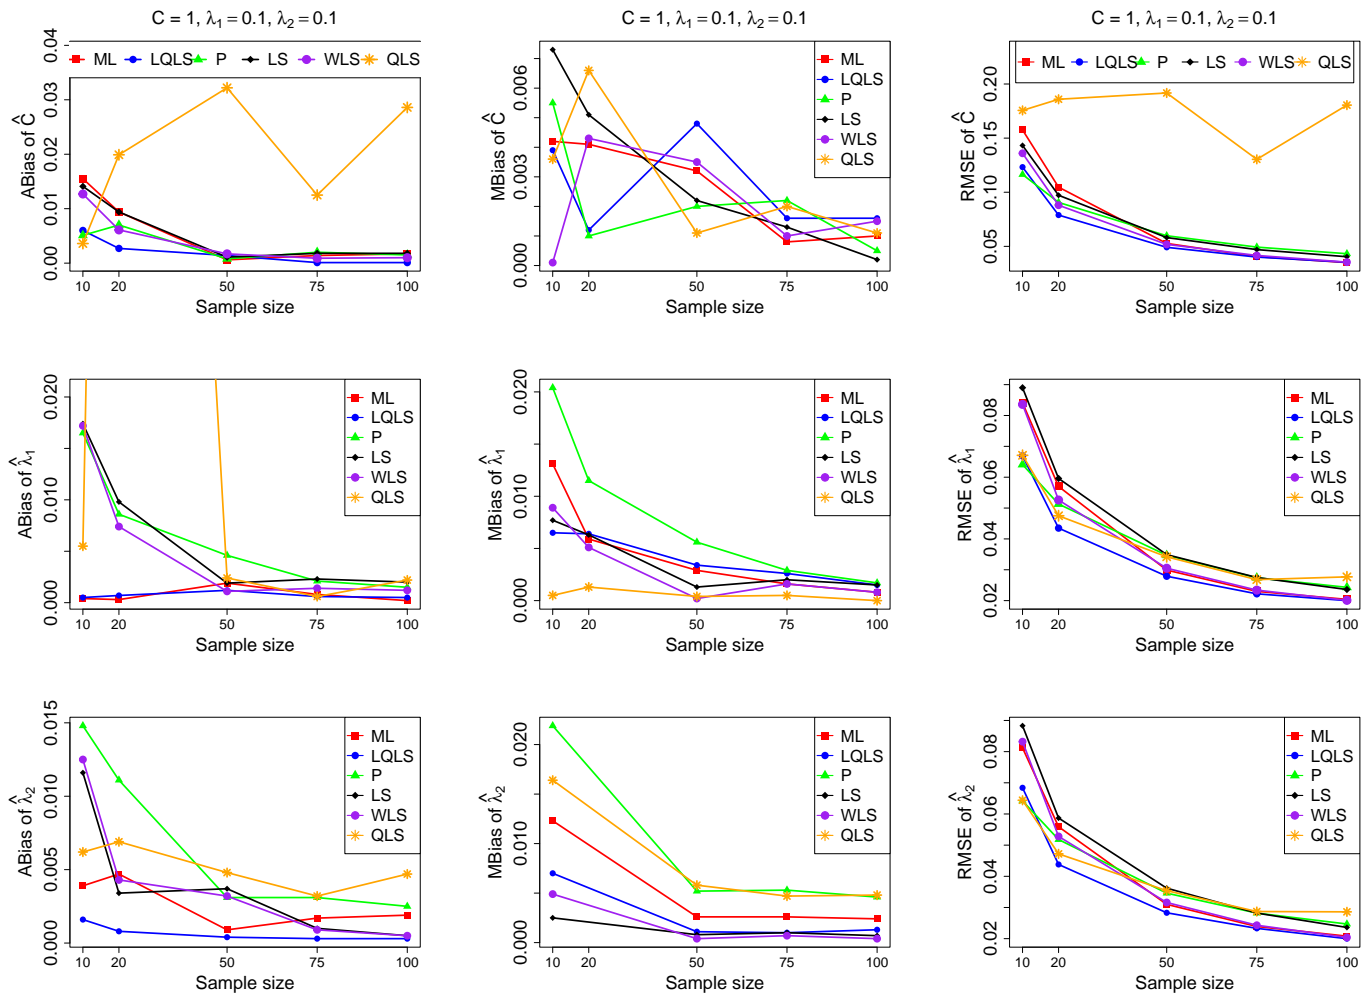 C = 1, λ1 = 0.1, λ2 = 0.1
ABias of Ĉ
0.00 0.01 0.02 0.03 0.04
ML LQLS P LS WLS QLS
10 20 50 75 100
Sample size
C = 1, λ1 = 0.1, λ2 = 0.1
MBias of Ĉ
0.000 0.003 0.006
ML
LQLS
P
LS
WLS
QLS
10 20 50 75 100
Sample size
C = 1, λ1 = 0.1, λ2 = 0.1
RMSE of Ĉ
0.05 0.10 0.15 0.20
ML LQLS P LS WLS QLS
10 20 50 75 100
Sample size
ABias of λ̂1
0.000 0.010 0.020
ML
LQLS
P
LS
WLS
QLS
10 20 50 75 100
Sample size
MBias of λ̂1
0.000 0.010 0.020
ML
LQLS
P
LS
WLS
QLS
10 20 50 75 100
Sample size
RMSE of λ̂1
0.02 0.04 0.06 0.08
ML
LQLS
P
LS
WLS
QLS
10 20 50 75 100
Sample size
ABias of λ̂2
0.000 0.005 0.010 0.015
ML
LQLS
P
LS
WLS
QLS
10 20 50 75 100
Sample size
MBias of λ̂2
0.000 0.010 0.020
ML
LQLS
P
LS
WLS
QLS
10 20 50 75 100
Sample size
RMSE of λ̂2
0.02 0.04 0.06 0.08
ML
LQLS
P
LS
WLS
QLS
10 20 50 75 100
Sample size